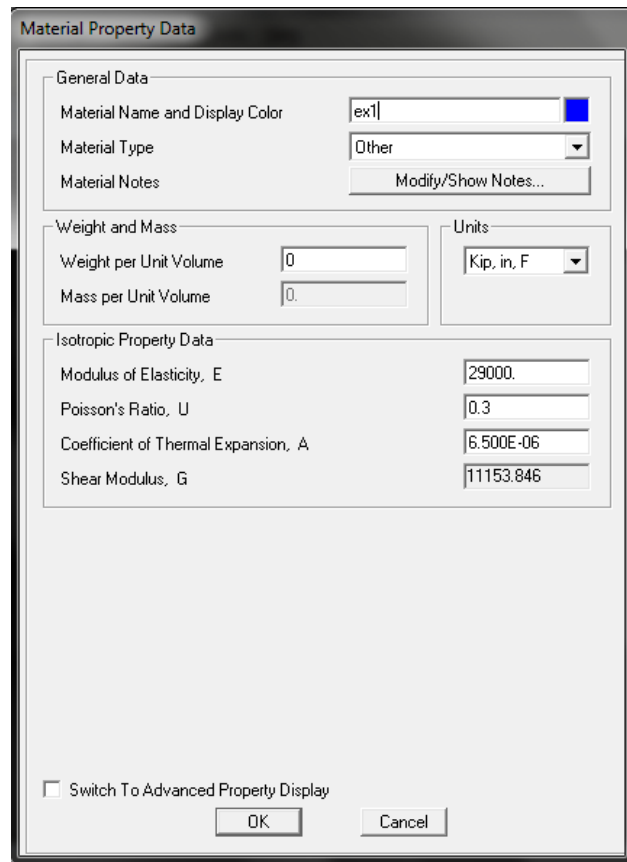 Material Property Data
General Data
Material Name and Display Color ex1
Material Type Other
Material Notes Modify/Show Notes...
Weight and Mass
Weight per Unit Volume 0
Mass per Unit Volume 0.
Units
Kip, in, F
Isotropic Property Data
Modulus of Elasticity, E 29000.
Poisson's Ratio, U 0.3
Coefficient of Thermal Expansion, A 6.500E-06
Shear Modulus, G 11153.846
Switch To Advanced Property Display
OK Cancel